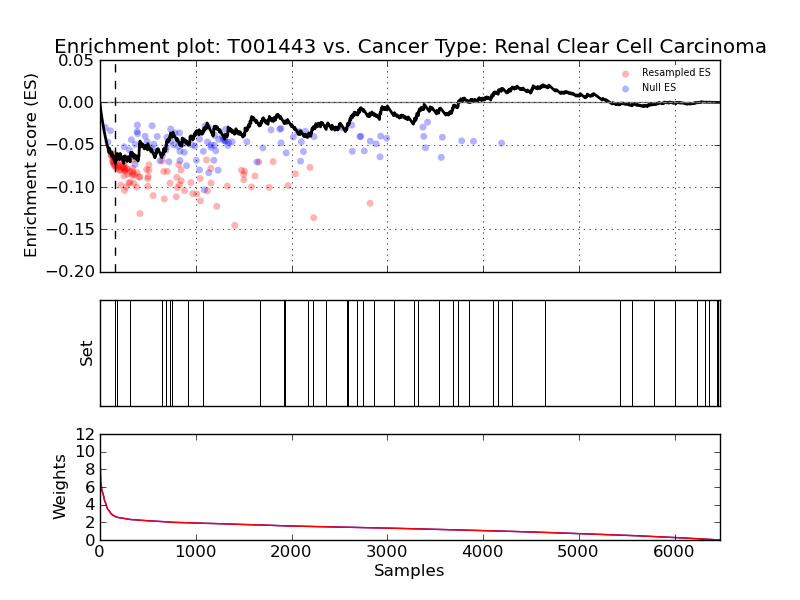 Enrichment plot: T001443 vs. Cancer Type: Renal Clear Cell Carcinoma
Enrichment score (ES)
0.05
0.00
−0.05
−0.10
−0.15
−0.20
Resampled ES
Null ES
Set
Weights
12
10
8
6
4
2
0
0 1000 2000 3000 4000 5000 6000
Samples